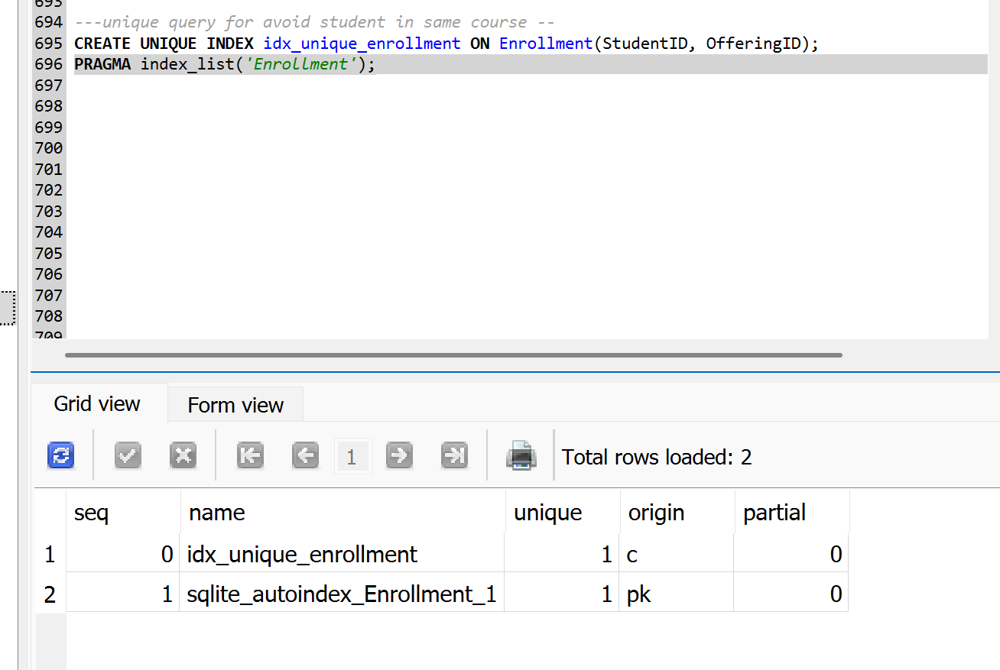 693
694 ---unique query for avoid student in same course --
695 CREATE UNIQUE INDEX idx_unique_enrollment ON Enrollment(StudentID, OfferingID);
696 PRAGMA index_list('Enrollment');
697
698
699
700
701
702
703
704
705
706
707
708
709
Grid view Form view
1 Total rows loaded: 2
seq name unique origin partial
1 0 idx_unique_enrollment 1 c 0
2 1 sqlite_autoindex_Enrollment_1 1 pk 0